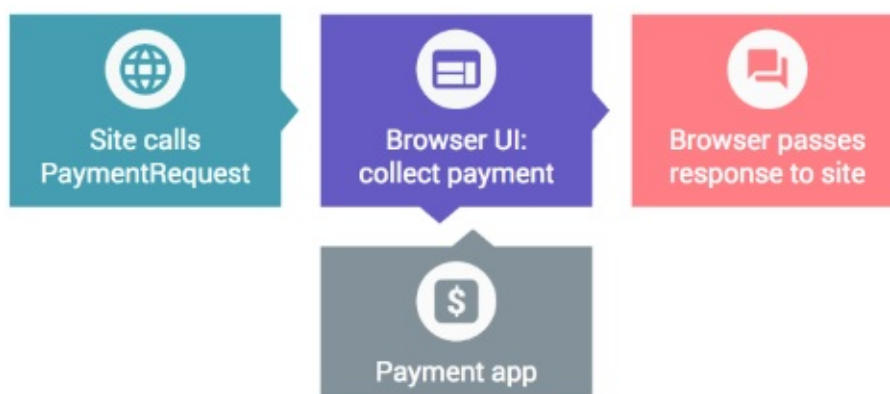 Site calls
PaymentRequest
Browser UI:
collect payment
Browser passes
response to site
$
Payment app